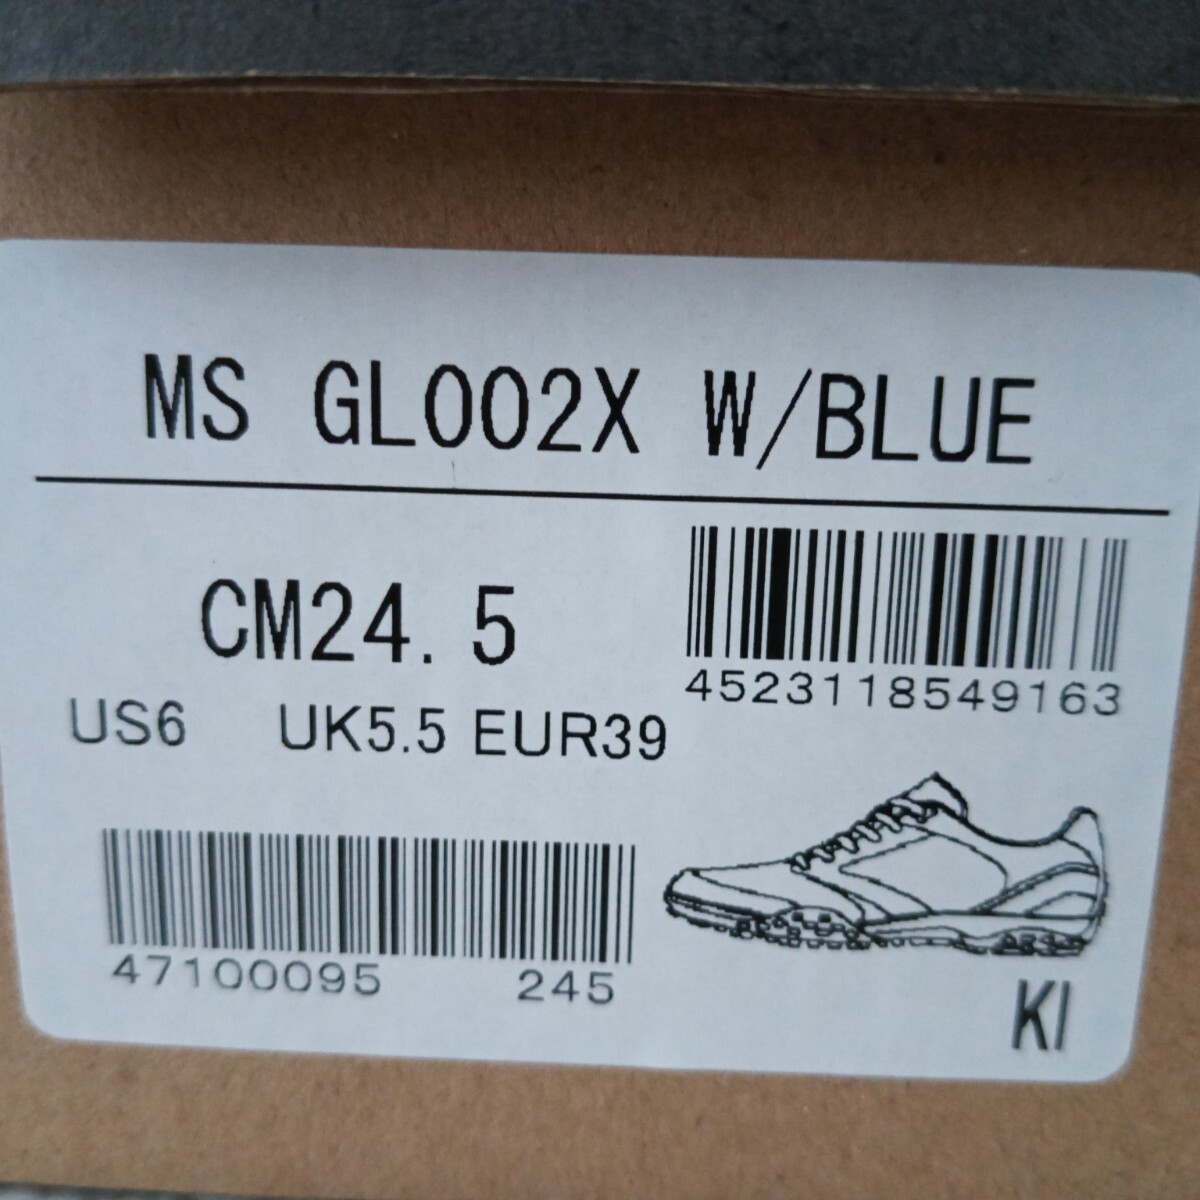 MS GL002X W/BLUE
CM24.5
4523118549163
US6 UK5.5 EUR39
47100095 245
KI